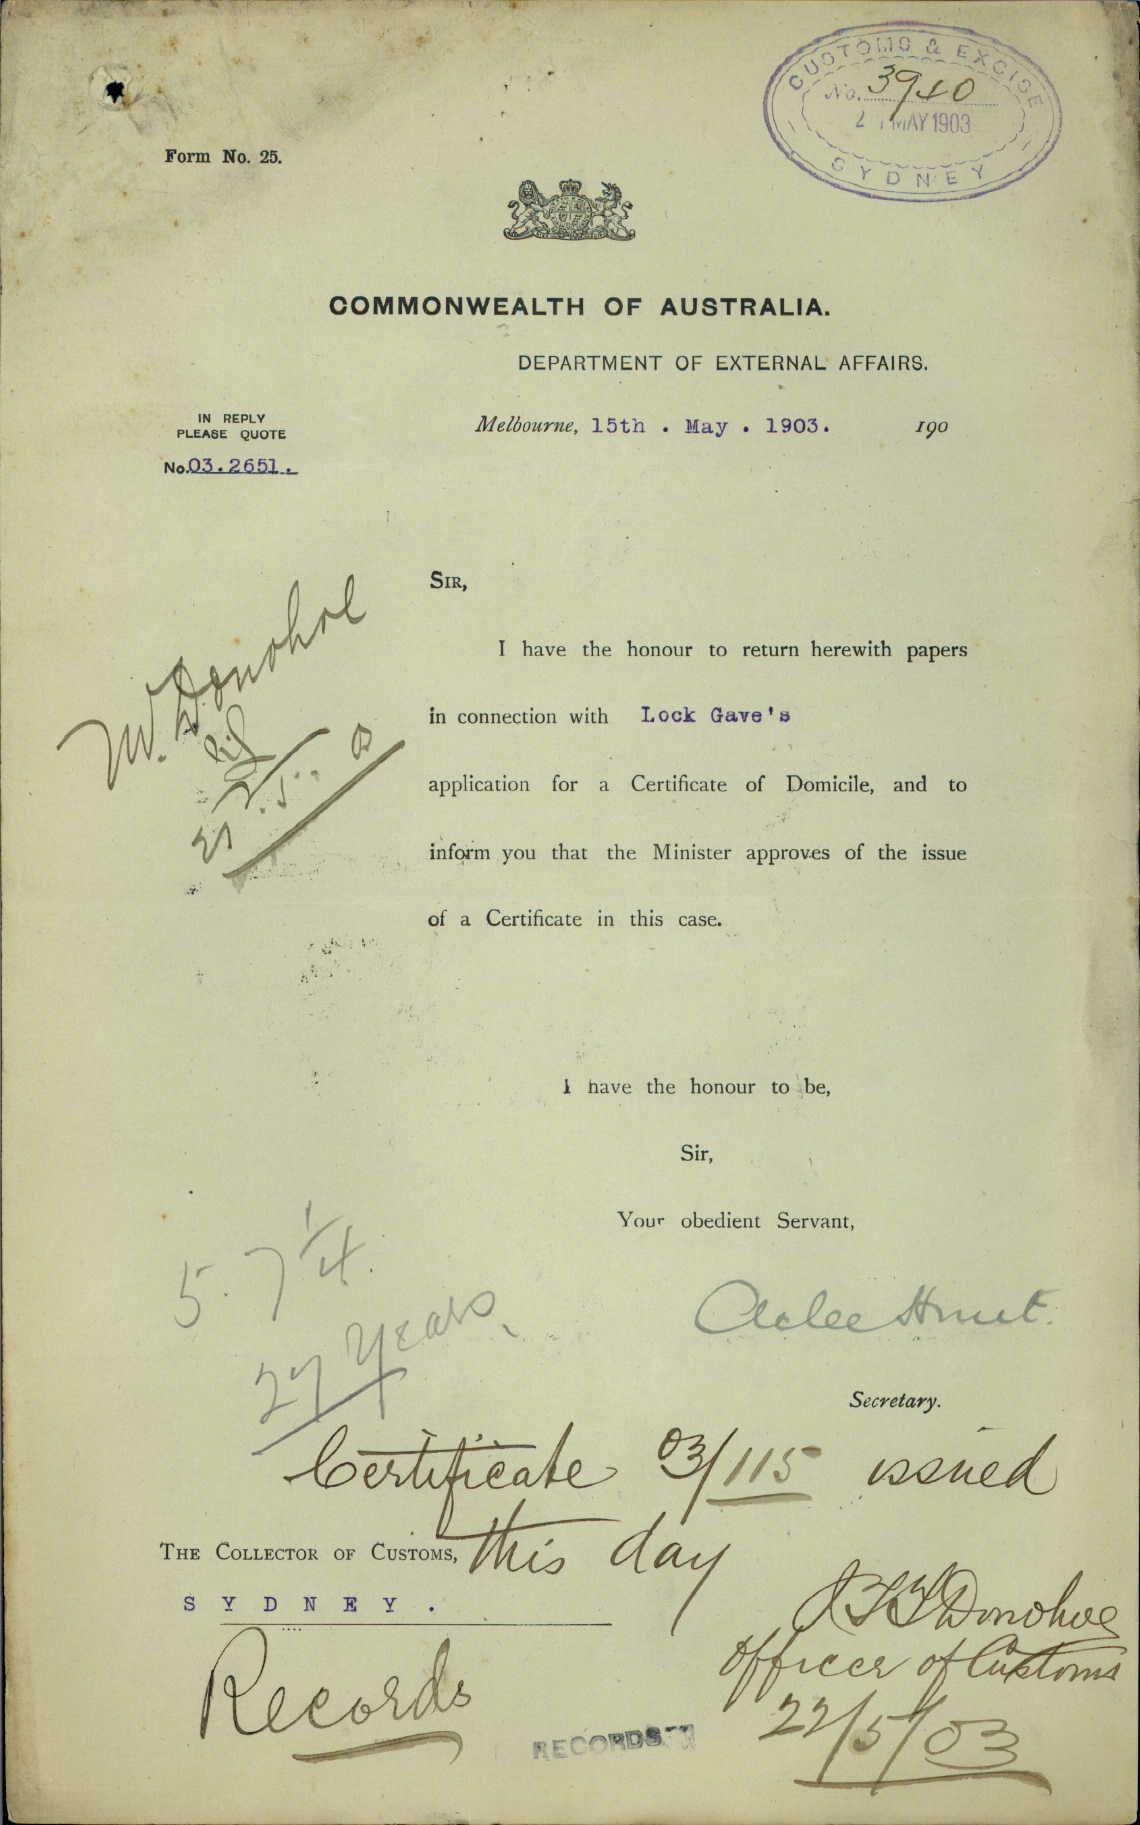 CUSTOMS & EXCISE
No. 3940
MAY 1903
SYDNEY
Form No. 25.
COMMONWEALTH OF AUSTRALIA.
DEPARTMENT OF EXTERNAL AFFAIRS.
IN REPLY
PLEASE QUOTE
No. 03.2651.
Melbourne, 15th . May . 1903. 190
SIR,
I have the honour to return herewith papers
in connection with Lock Gave's
application for a Certificate of Domicile, and to
inform you that the Minister approves of the issue
of a Certificate in this case.
Donohoe
I have the honour to be,
Sir,
Your obedient Servant,
5. 7 1/4.
27 years
Atlee Hunt.
Secretary.
Certificate 03/115 issued
this day
THE COLLECTOR OF CUSTOMS,
SYDNEY.
Donohoe
Officer of Customs
22/5/03
Records
RECORDS